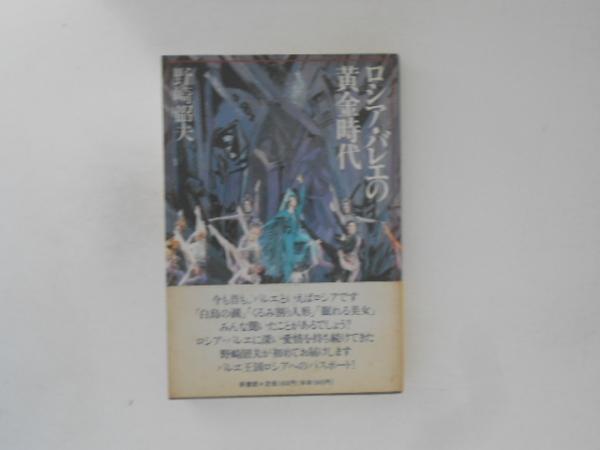 ロシア・バレエの
黄金時代
野崎韶夫
今も昔も、バレエといえばロシアです
「白鳥の湖」「くるみ割り人形」「眠れる美女」
みんな聞いたことがあるでしょう?
ロシア・バレエに深い愛情を持ち続けてきた
野崎韶夫が初めてお届けします
バレエ王国ロシアへのパスポート!
新書館・定価